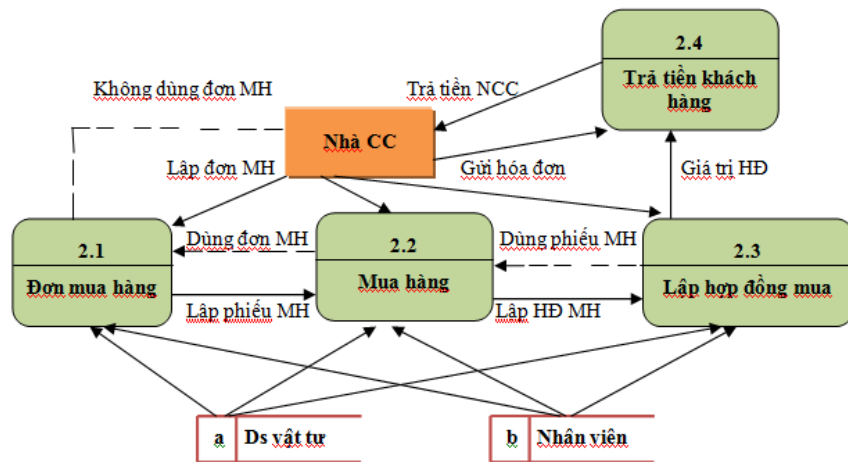 2.4
Trả tiền khách
hàng
Không dùng đơn MH
Trả tiền NCC
Nhà CC
Lập đơn MH
Gửi hóa đơn
Giá trị HĐ
2.1
Đơn mua hàng
Dùng đơn MH
Lập phiếu MH
2.2
Mua hàng
Dùng phiếu MH
Lập HĐ MH
2.3
Lập hợp đồng mua
a
Ds vật tư
b
Nhân viên